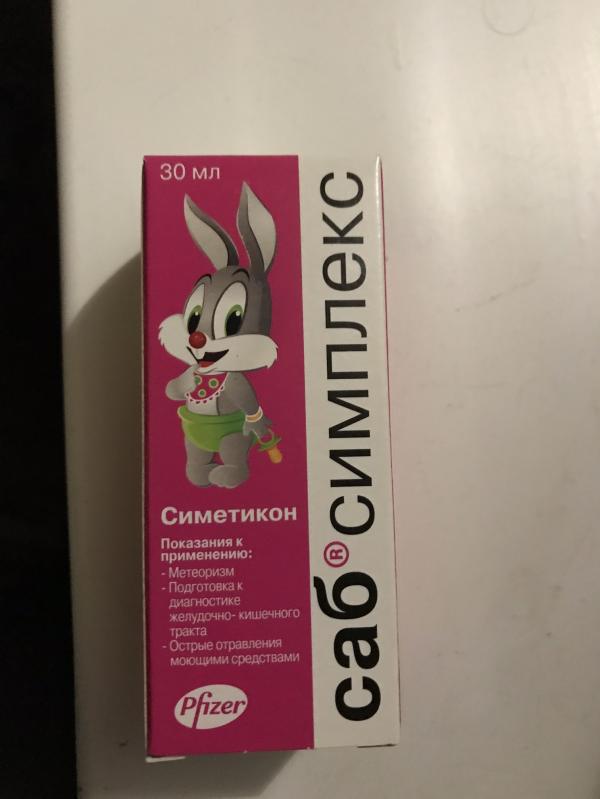 30 мл
Симетикон
Показания к
применению:
- Метеоризм
- Подготовка к
диагностике
желудочно- кишечного
тракта
- Острые отравления
моющими средствами
Pfizer
саб® симплекс